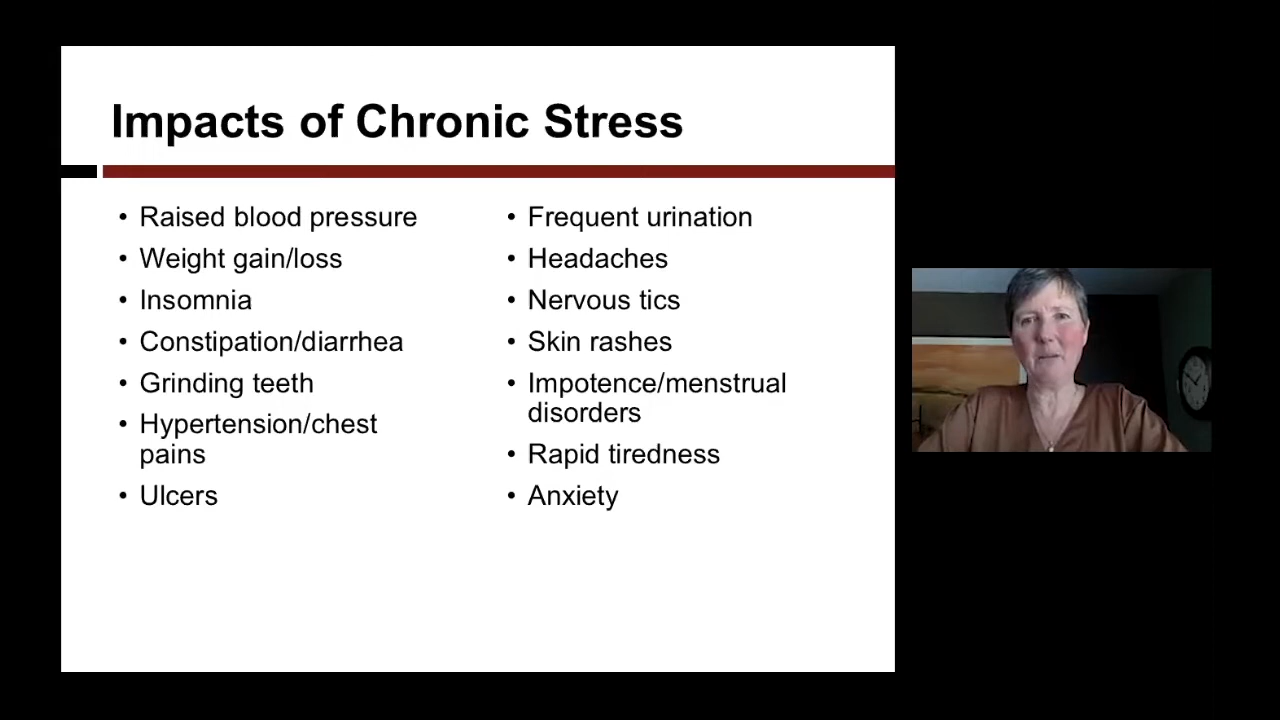 Impacts of Chronic Stress
• Raised blood pressure
• Weight gain/loss
• Insomnia
• Constipation/diarrhea
• Grinding teeth
• Hypertension/chest
pains
• Ulcers
• Frequent urination
• Headaches
• Nervous tics
• Skin rashes
• Impotence/menstrual
disorders
• Rapid tiredness
• Anxiety